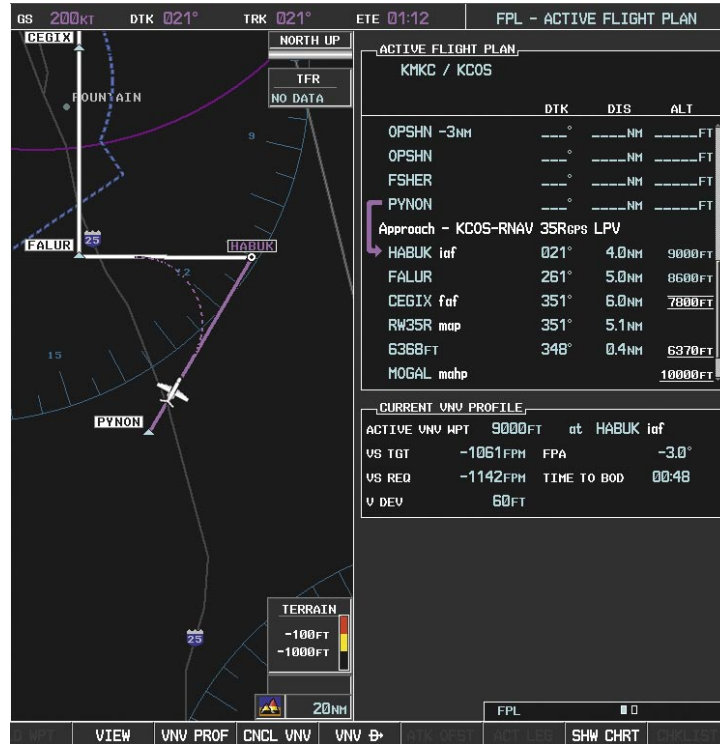 GS 200KT DTK 021° TRK 021° ETE 01:12 FPL - ACTIVE FLIGHT PLAN
CEGIX
NORTH UP
TFR
NO DATA
FOUNTAIN
9
FALUR
25
HABUK
12
15
PYNON
25
TERRAIN
-100FT
-1000FT
20NM
ACTIVE FLIGHT PLAN
KMKC / KCOS
DTK DIS ALT
OPSHN -3NM ___° ____NM _____FT
OPSHN ___° ____NM _____FT
FSHER ___° ____NM _____FT
PYNON ___° ____NM _____FT
Approach - KCOS-RNAV 35RGPS LPV
HABUK iaf 021° 4.0NM 9000FT
FALUR 261° 5.0NM 8600FT
CEGIX faf 351° 6.0NM 7800FT
RW35R map 351° 5.1NM
6368FT 348° 0.4NM 6370FT
MOGAL mahp 10000FT
CURRENT VNV PROFILE
ACTIVE VNV WPT 9000FT at HABUK iaf
VS TGT -1061FPM FPA -3.0°
VS REQ -1142FPM TIME TO BOD 00:48
V DEV 60FT
FPL
D WPT VIEW VNV PROF CNCL VNV VNV D→ ATK OFST ACT LEG SHW CHRT CHKLIST